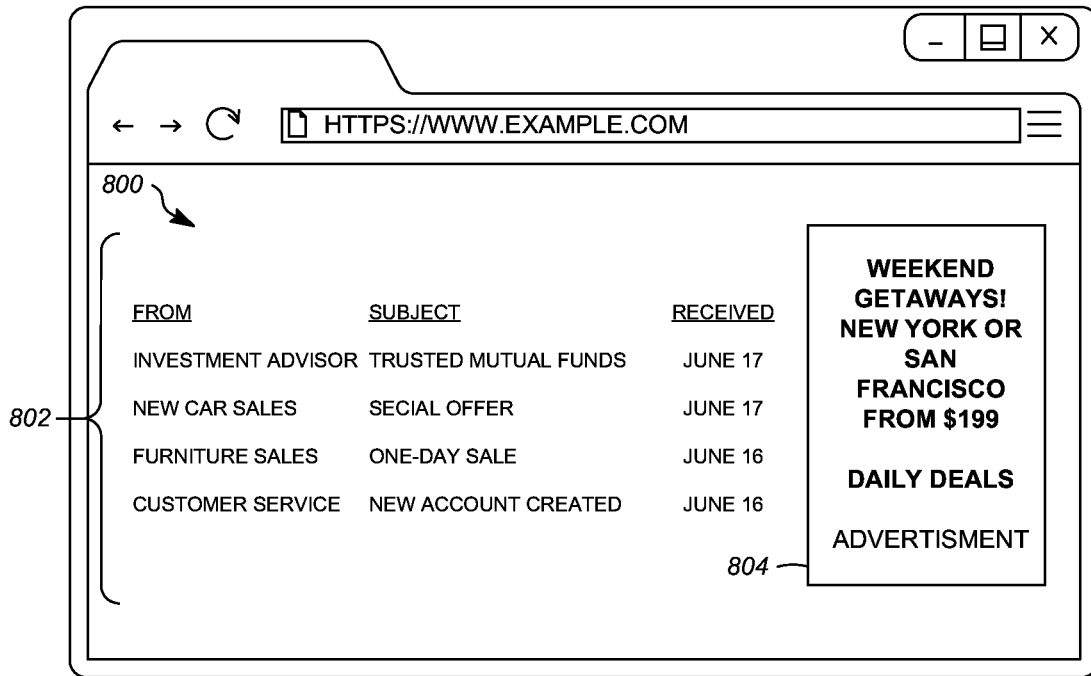 HTTPS://WWW.EXAMPLE.COM
800
FROM SUBJECT RECEIVED
INVESTMENT ADVISOR TRUSTED MUTUAL FUNDS JUNE 17
NEW CAR SALES SECIAL OFFER JUNE 17
FURNITURE SALES ONE-DAY SALE JUNE 16
CUSTOMER SERVICE NEW ACCOUNT CREATED JUNE 16
802
WEEKEND
GETAWAYS!
NEW YORK OR
SAN
FRANCISCO
FROM $199
DAILY DEALS
ADVERTISMENT
804